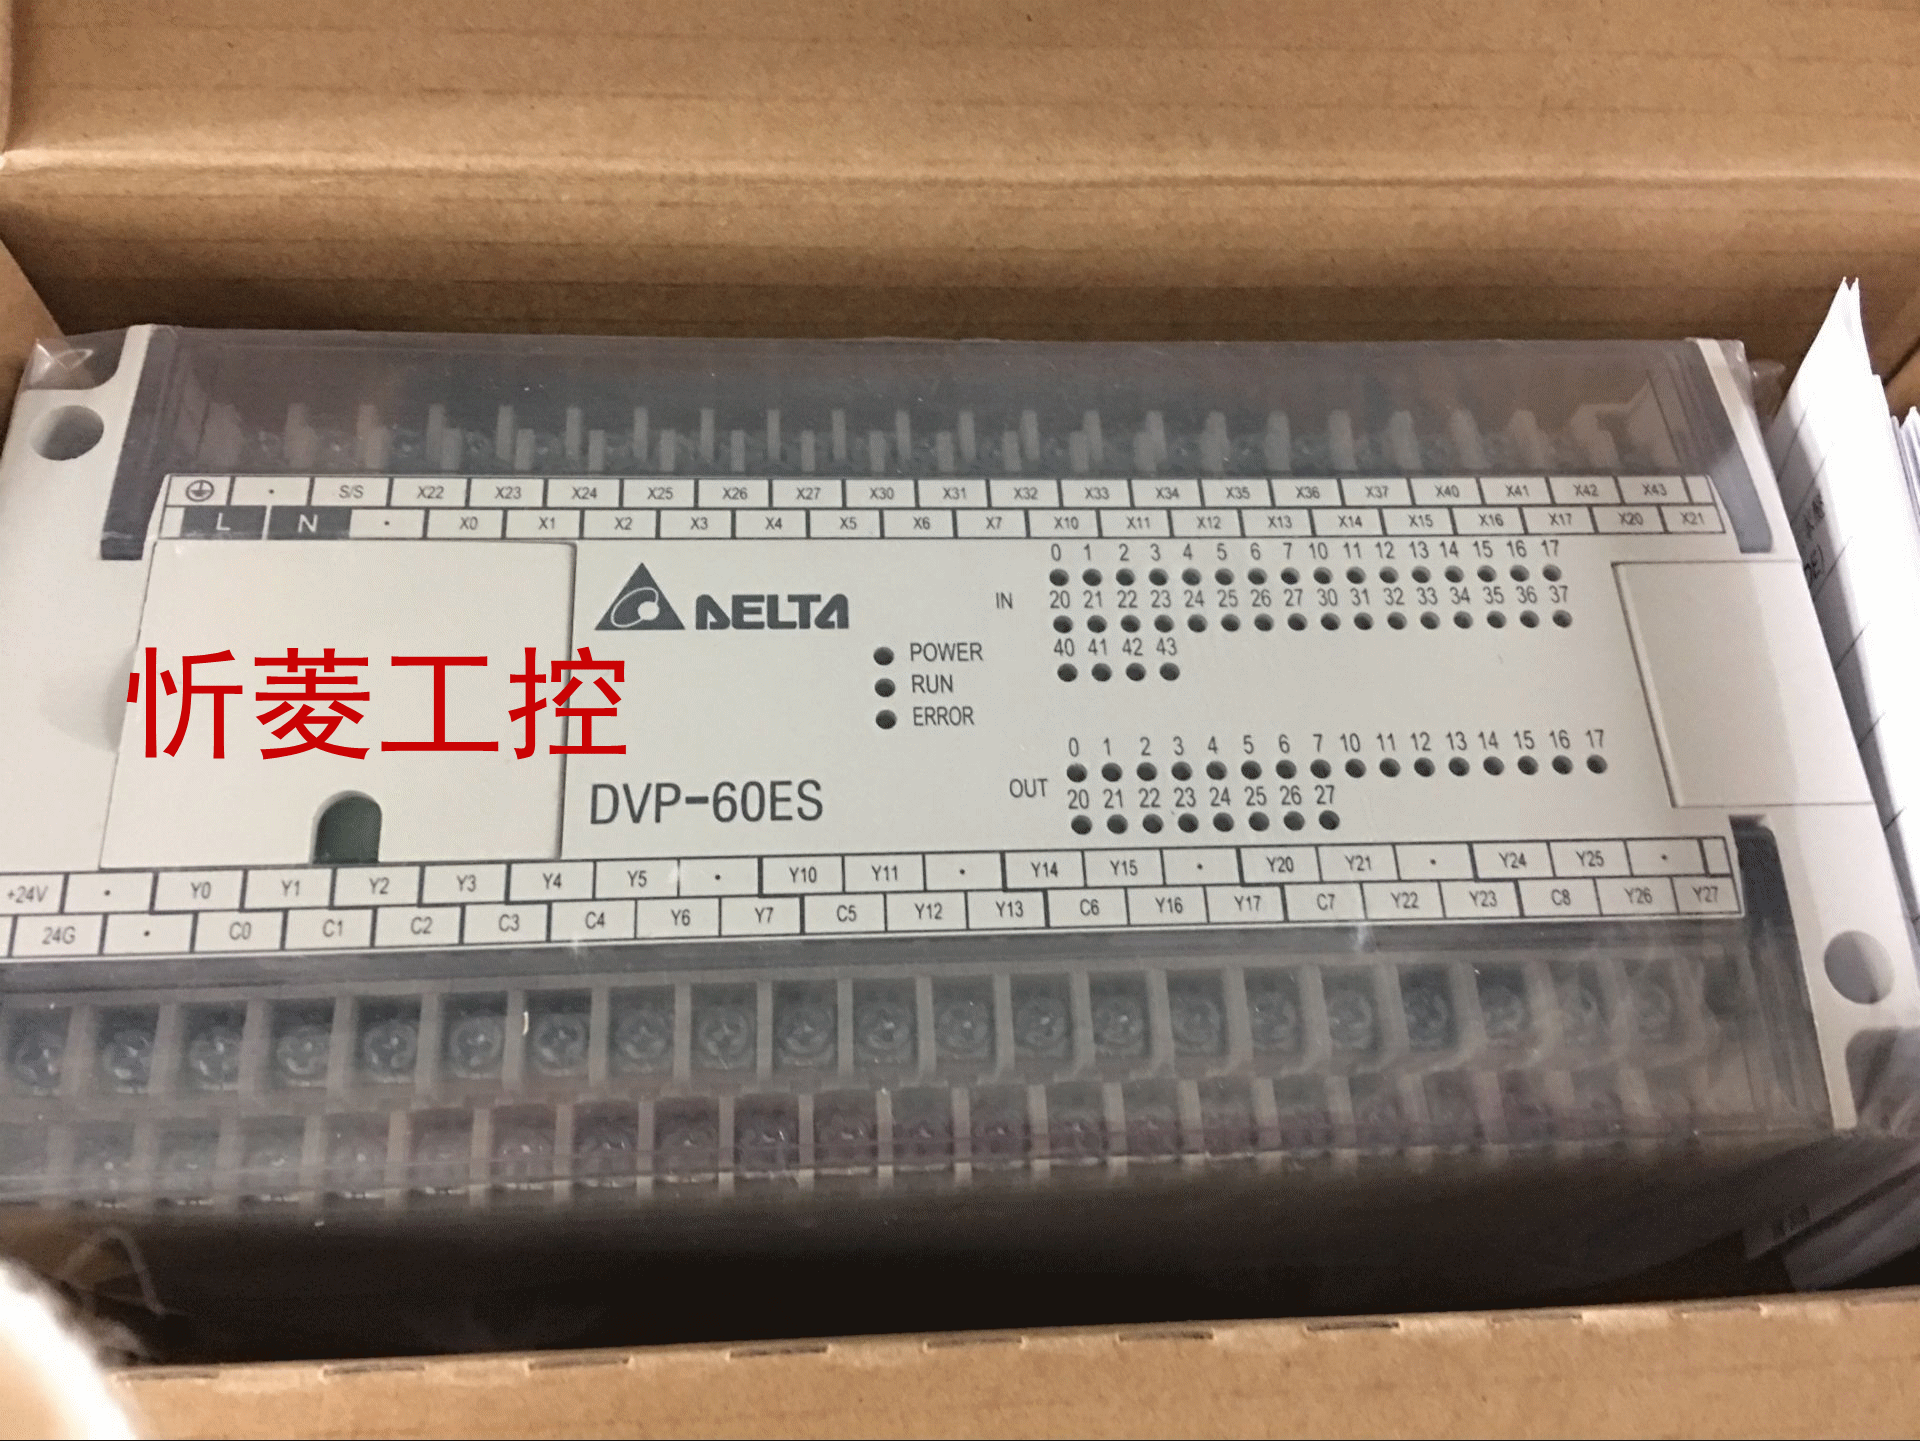 S/S X22 X23 X24 X25 X26 X27 X30 X31 X32 X33 X34 X35 X36 X37 X40 X41 X42 X43
L N • X0 X1 X2 X3 X4 X5 X6 X7 X10 X11 X12 X13 X14 X15 X16 X17 X20 X21
DELTA
0 1 2 3 4 5 6 7 10 11 12 13 14 15 16 17
IN 20 21 22 23 24 25 26 27 30 31 32 33 34 35 36 37
40 41 42 43
POWER
RUN
ERROR
忻菱工控
DVP-60ES
0 1 2 3 4 5 6 7 10 11 12 13 14 15 16 17
OUT 20 21 22 23 24 25 26 27
+24V • Y0 Y1 Y2 Y3 Y4 Y5 • Y10 Y11 • Y14 Y15 • Y20 Y21 • Y24 Y25 •
24G • C0 C1 C2 C3 C4 Y6 Y7 C5 Y12 Y13 C6 Y16 Y17 C7 Y22 Y23 C8 Y26 Y27